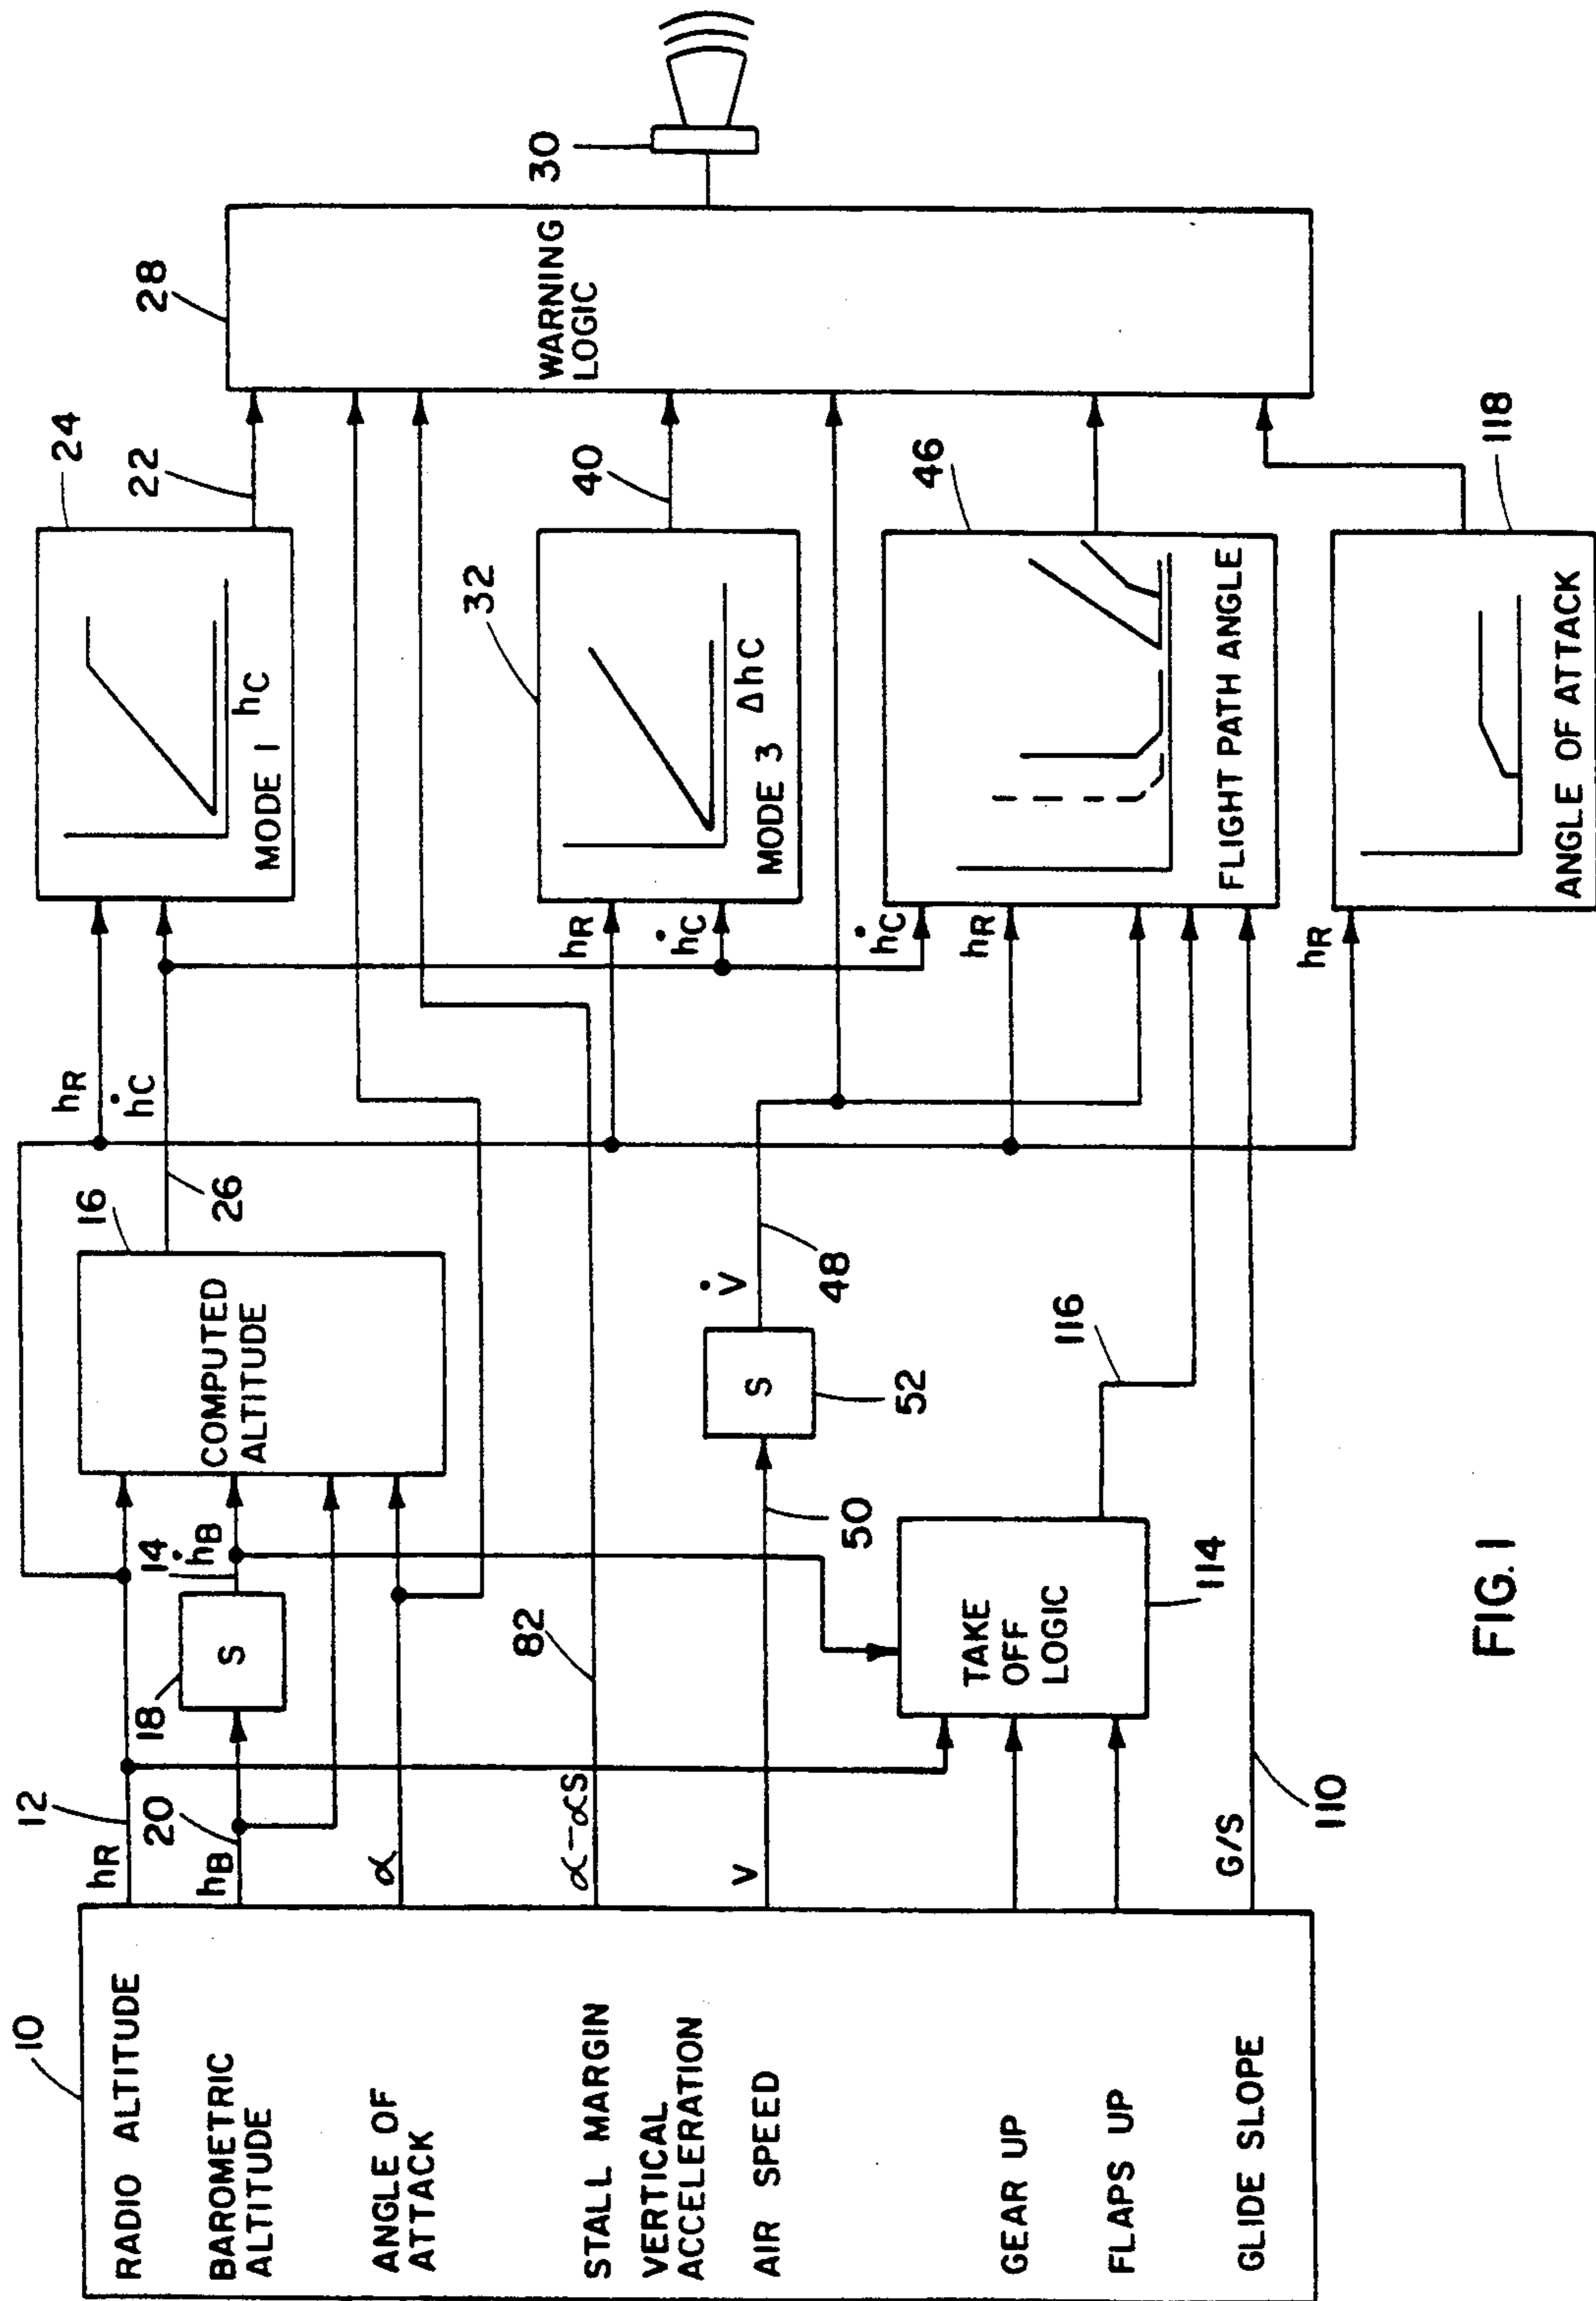 10
RADIO ALTITUDE
BAROMETRIC
ALTITUDE
ANGLE OF
ATTACK
STALL MARGIN
VERTICAL
ACCELERATION
AIR SPEED
GEAR UP
FLAPS UP
GLIDE SLOPE
hR
12
hB
20
α
α-αS
82
V
G/S
110
18
S
14
ḣB
16
COMPUTED
ALTITUDE
26
50
S
52
V̇
48
TAKE
OFF
LOGIC
114
116
hR
ḣC
24
MODE 1
hC
22
hR
ḣC
32
MODE 3
ΔhC
40
ḣC
hR
46
FLIGHT PATH ANGLE
hR
118
ANGLE OF ATTACK
28
WARNING
LOGIC
30
FIG.1